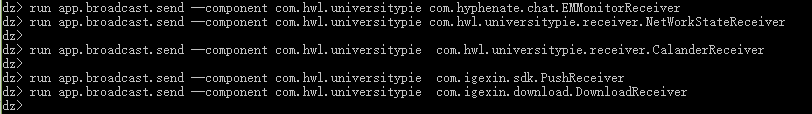 dz> run app.broadcast.send --component com.hwl.universitypie com.hyphenate.chat.EMMonitorReceiver
dz> run app.broadcast.send --component com.hwl.universitypie com.hwl.universitypie.receiver.NetWorkStateReceiver
dz>
dz> run app.broadcast.send --component com.hwl.universitypie  com.hwl.universitypie.receiver.CalanderReceiver
dz>
dz> run app.broadcast.send --component com.hwl.universitypie  com.igexin.sdk.PushReceiver
dz> run app.broadcast.send --component com.hwl.universitypie  com.igexin.download.DownloadReceiver
dz>